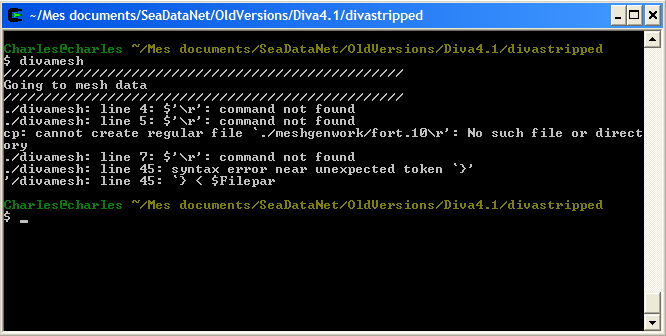 ~/Mes documents/SeaDataNet/OldVersions/Diva4.1/divastripped
Charles@charles ~/Mes documents/SeaDataNet/OldVersions/Diva4.1/divastripped
$ divamesh
//////////////////////////////////////////////////
Going to mesh data
//////////////////////////////////////////////////
./divamesh: line 4: $'\r': command not found
./divamesh: line 5: $'\r': command not found
cp: cannot create regular file `./meshgenwork/fort.10\r': No such file or direct
ory
./divamesh: line 7: $'\r': command not found
./divamesh: line 45: syntax error near unexpected token `}'
'/divamesh: line 45: `} < $Filepar
Charles@charles ~/Mes documents/SeaDataNet/OldVersions/Diva4.1/divastripped
$ _